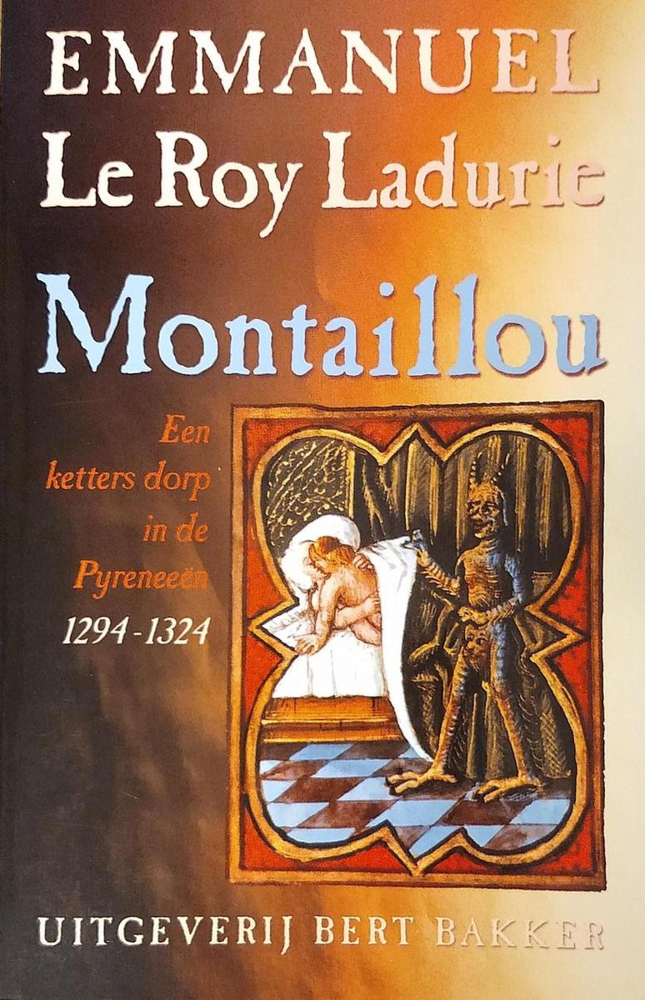 EMMANUEL
Le Roy Ladurie
Montaillou
Een
ketters dorp
in de
Pyreneeën
1294-1324
UITGEVERIJ BERT BAKKER